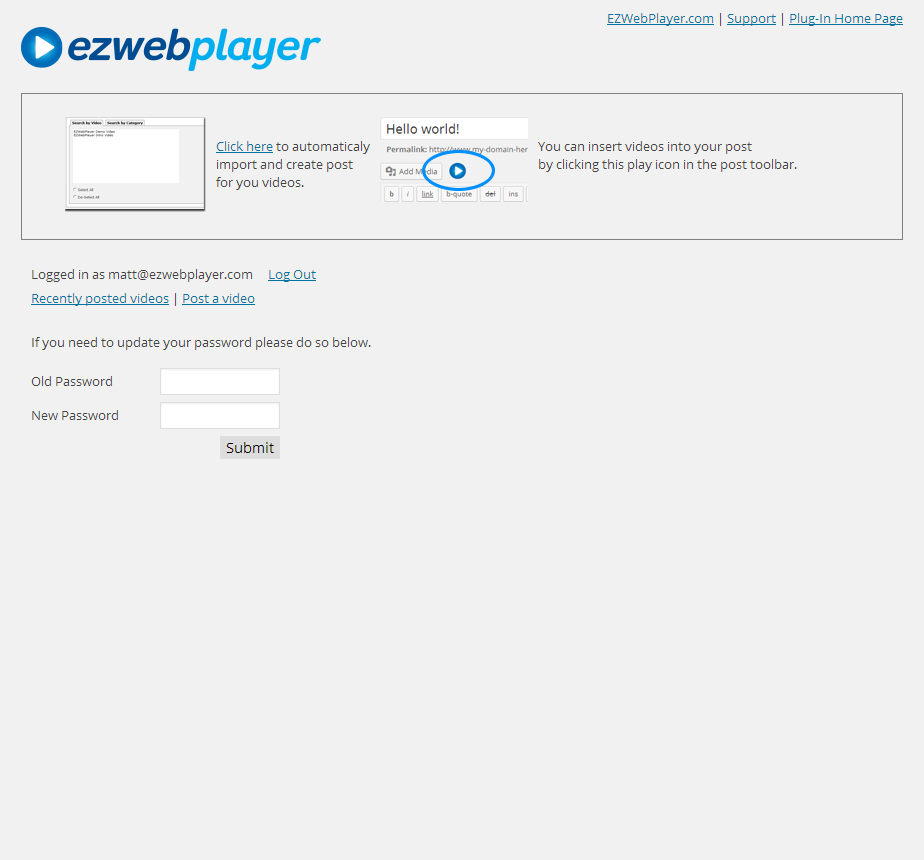 EZWebPlayer.com | Support | Plug-In Home Page
ezwebplayer
Search by Video Search by Category
EZWebPlayer Demo Video
EZWebPlayer Intro Video
Select All
De-Select All
Click here to automaticaly
import and create post
for you videos.
Hello world!
Permalink: http://www.my-domain-her
Add Media
b i link b-quote del ins
You can insert videos into your post
by clicking this play icon in the post toolbar.
Logged in as matt@ezwebplayer.com Log Out
Recently posted videos | Post a video
If you need to update your password please do so below.
Old Password
New Password
Submit